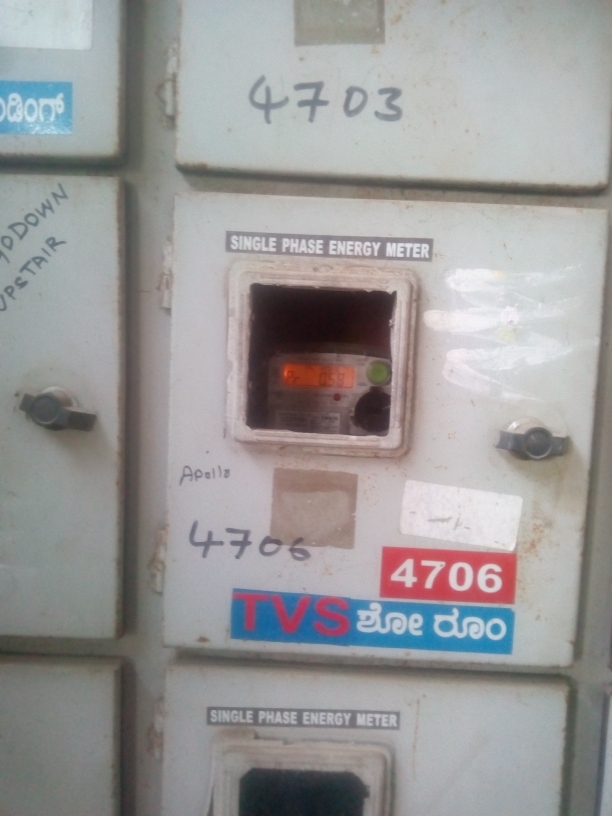 4703
ಡಿಂಗ್
GODOWN
UPSTAIR
SINGLE PHASE ENERGY METER
Apollo
4706
4706
TVS ಶೋ ರೂಂ
SINGLE PHASE ENERGY METER